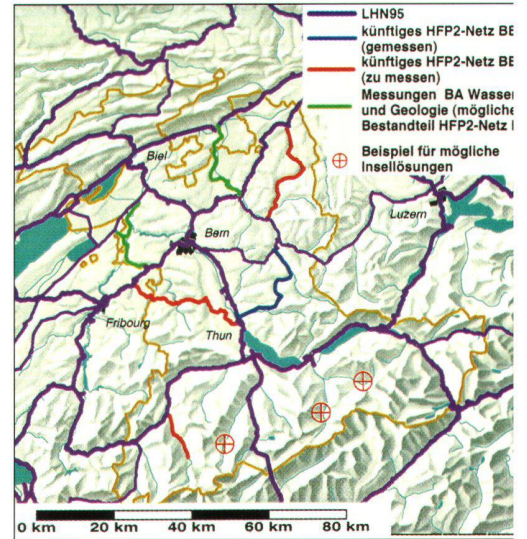 LHN95
künftiges HFP2-Netz BE
(gemessen)
künftiges HFP2-Netz BE
(zu messen)
Messungen BA Wasser
und Geologie (mögliche
Bestandteil HFP2-Netz
Beispiel für mögliche
Insellösungen
Biel
Luzern
Bern
Fribourg
Thun
0 km 20 km 40 km 60 km 80 km